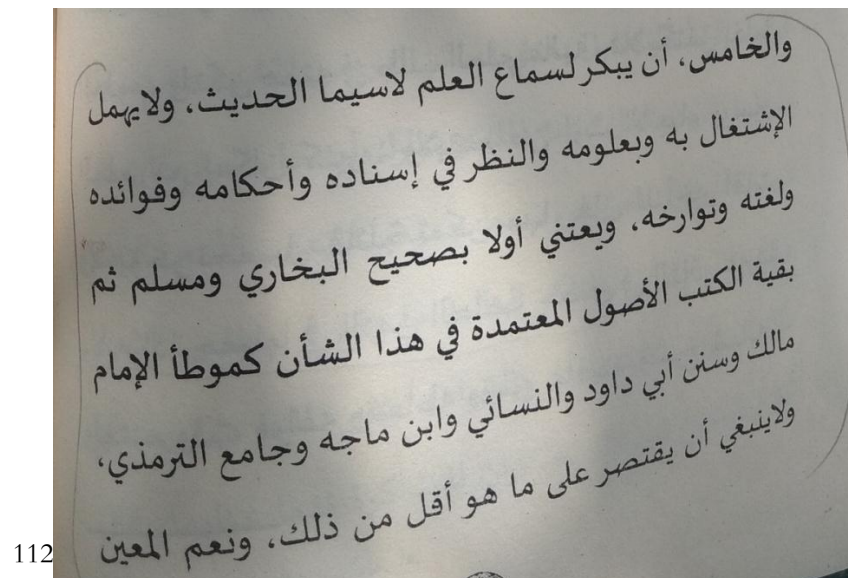 والخامس، أن يبكر لسماع العلم لاسيما الحديث، ولايهمل
الإشتغال به وبعلومه والنظر في إسناده وأحكامه وفوائده
ولغته وتوارخه، ويعتني أولا بصحيح البخاري ومسلم ثم
بقية الكتب الأصول المعتمدة في هذا الشأن كموطأ الإمام
مالك وسنن أبي داود والنسائي وابن ماجه وجامع الترمذي،
ولاينبغي أن يقتصر على ما هو أقل من ذلك، ونعم المعين
112